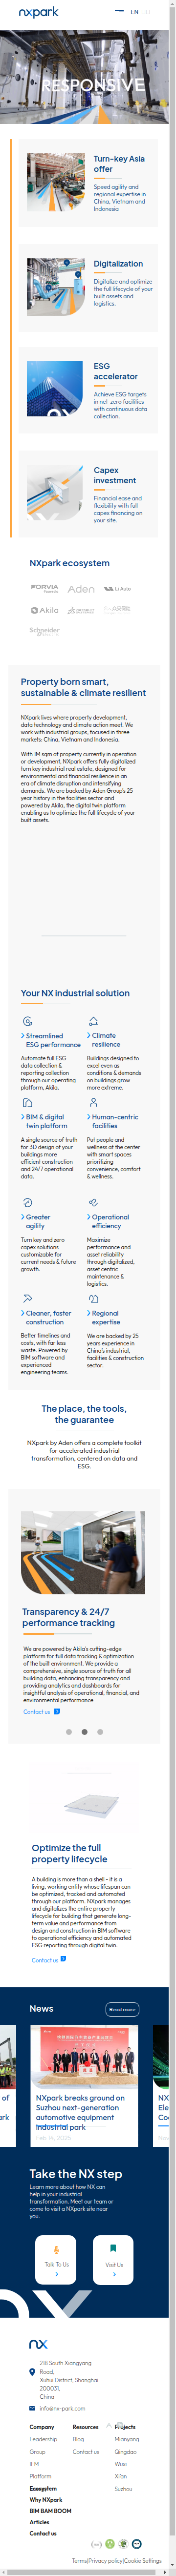 nxpark
EN
RESPONSIVE
Turn-key Asia
offer
Speed agility and
regional expertise in
China, Vietnam and
Indonesia
Digitalization
Digitalize and optimize
the full lifecycle of your
built assets and
logistics.
ESG
accelerator
Achieve ESG targets
in net-zero facilities
with continuous data
collection.
Capex
investment
Financial ease and
flexibility with full
capex financing on
your site.
NXpark ecosystem
FORVIA
Aden
Li Auto
Akila
Schneider
Property born smart,
sustainable & climate resilient
NXpark lives where property development,
data technology and climate action meet. We
work with industrial groups, focused in three
markets: China, Vietnam and Indonesia.
With 1M sqm of property currently in operation
or development, NXpark offers fully digitalized
turn key industrial real estate, designed for
environmental and financial resilience in an
era of climate disruption and intensifying
demands. We are backed by Aden Group's 25
year history in the facilities sector and
powered by Akila, the digital twin platform
enabling us to optimize the full lifecycle of your
built assets.
Your NX industrial solution
Streamlined
ESG performance
Automate full ESG
data collection &
reporting collection
through our operating
platform, Akila.
Climate
resilience
Buildings designed to
excel even as
conditions & demands
on buildings grow
more extreme.
BIM & digital
twin platform
A single source of truth
for 3D design of your
buildings more
efficient construction
and 24/7 operational
data.
Human-centric
facilities
Put people and
wellness at the center
with smart spaces
prioritizing
convenience, comfort
& wellness.
Greater
agility
Turn key and zero
capex solutions
customizable for
current needs & future
growth.
Operational
efficiency
Maximize
performance and
asset reliability
through digitalized,
asset centric
maintenance &
logistics.
Cleaner, faster
construction
Better timelines and
costs, with far less
waste. Powered by
BIM software and
experienced
engineering teams.
Regional
expertise
We are backed by 25
years experience in
China's industrial,
facilities & construction
sector.
The place, the tools,
the guarantee
NXpark by Aden offers a complete toolkit
for accelerated industrial
transformation, centered on data and
ESG.
Transparency & 24/7
performance tracking
We are powered by Akila's cutting-edge
platform for full data tracking & optimization
of the built environment. We provide a
comprehensive, single source of truth for all
building data, enhancing transparency and
providing analytics and dashboards for
insightful analysis of operational, financial, and
environmental performance
Contact us
Optimize the full
property lifecycle
A building is more than a shell - it is a
living, working entity whose lifespan can
be optimized, tracked and automated
through our platform. NXpark manages
and digitalizes the entire property
lifecycle for building that generate long-
term value and performance from
design and construction in BIM software
to operational efficiency and automated
ESG reporting through digital twin.
Contact us
News
Read more
NXpark breaks ground on
Suzhou next-generation
automotive equipment
industrial park
Take the NX step
Learn more about how NX can
help in your industrial
transformation. Meet our team or
come to visit a NXpark site near
you.
Talk To Us
Visit Us
nx
218 South Xiangyang
Road,
Xuhui District, Shanghai
200031,
China
info@nx-park.com
Company
Resources
Projects
Leadership
Blog
Mianyang
Group
Contact us
Qingdao
IFM
Wuxi
Platform
Xi'an
Ecosystem
Suzhou
Why NXpark
BIM BAM BOOM
Articles
Contact us
Terms|Privacy policy|Cookie Settings